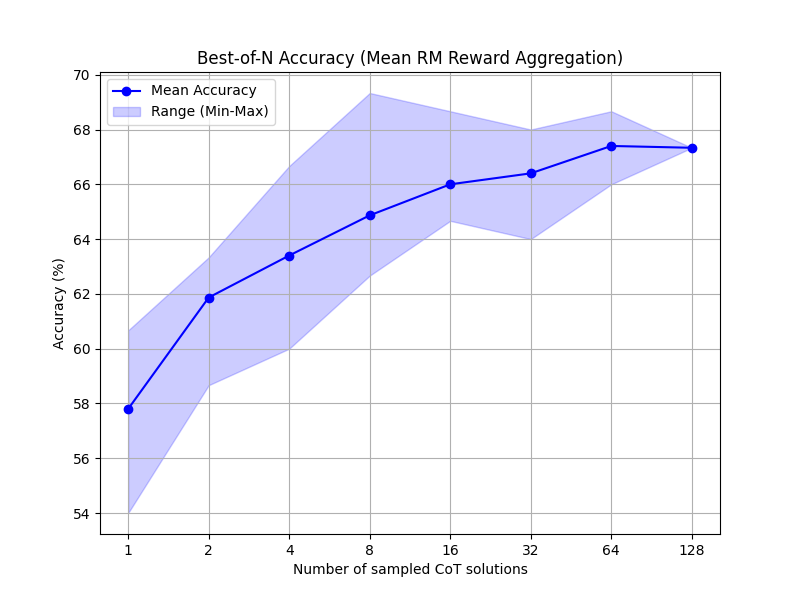 Best-of-N Accuracy (Mean RM Reward Aggregation)
Mean Accuracy
Range (Min-Max)
70
68
66
64
62
60
58
56
54
Accuracy (%)
1 2 4 8 16 32 64 128
Number of sampled CoT solutions